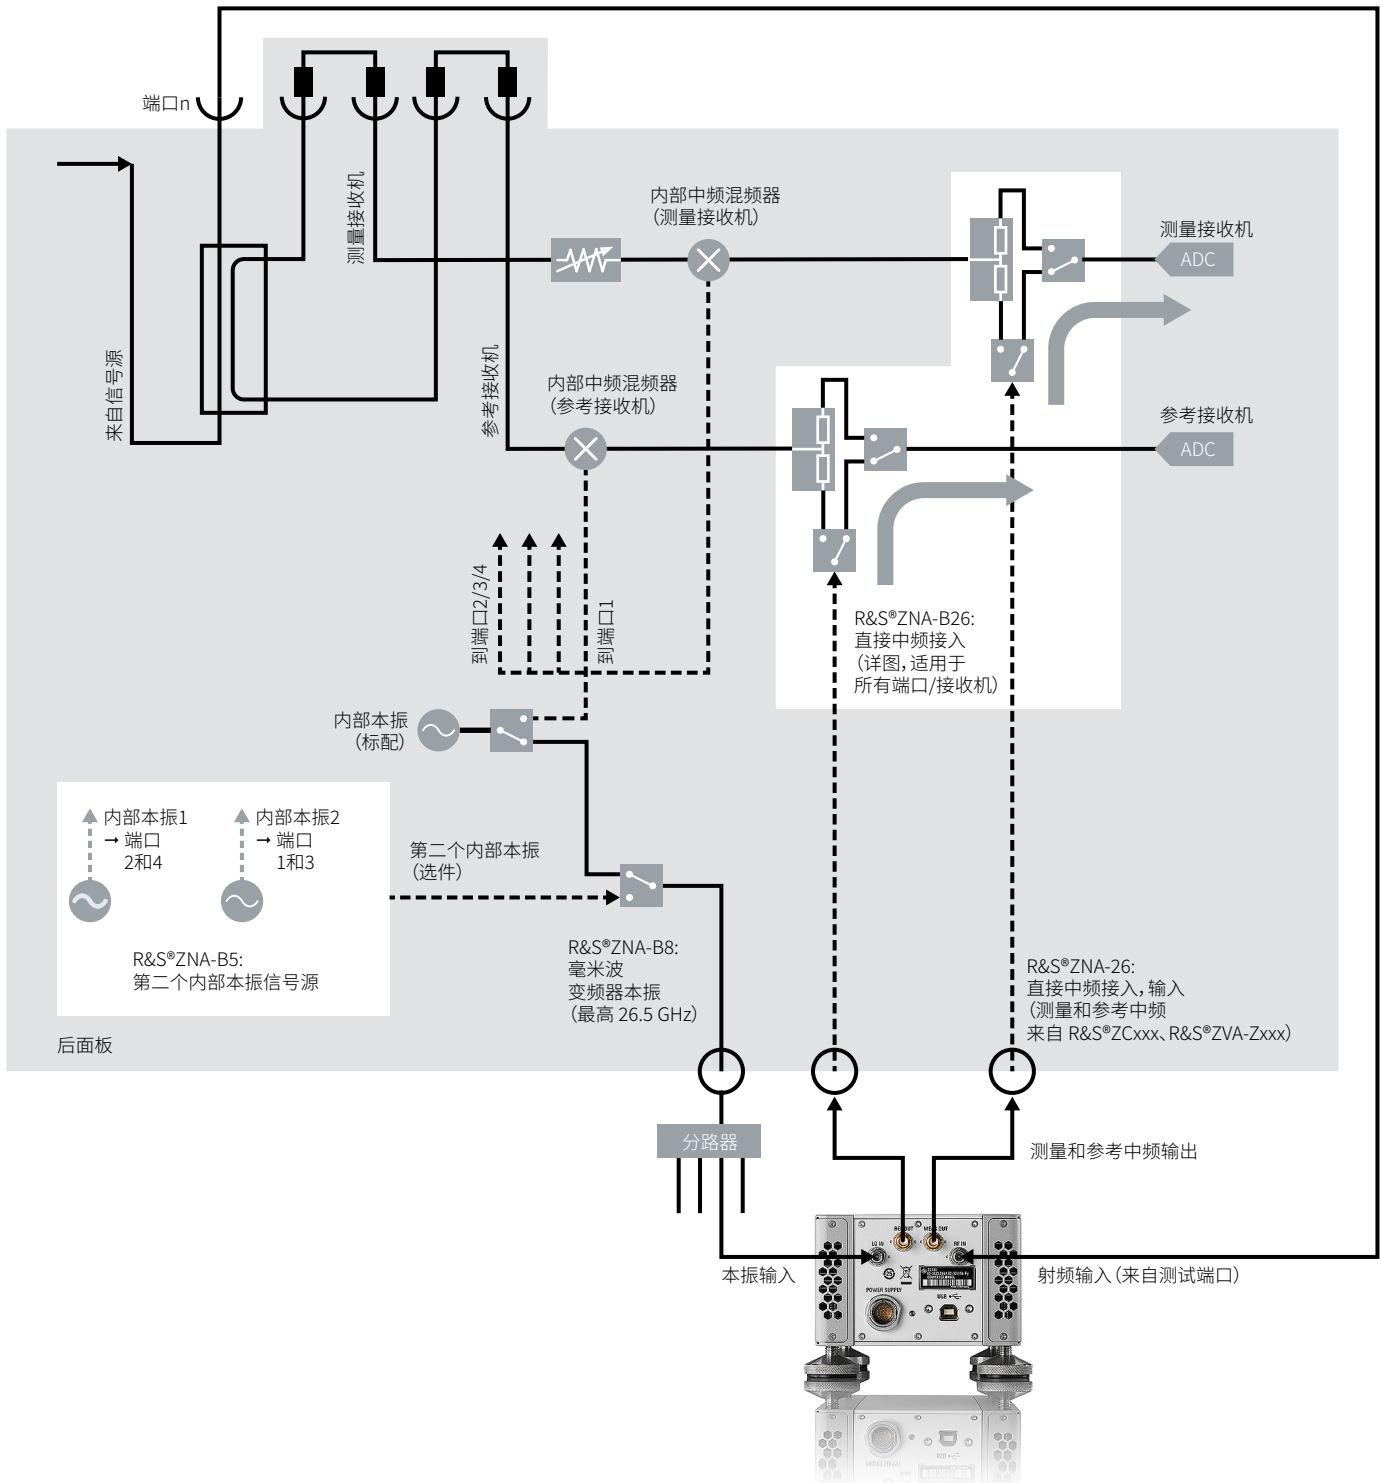 端口n
测量接收机
内部中频混频器
（测量接收机）
测量接收机
ADC
来自信号源
参考接收机
内部中频混频器
（参考接收机）
参考接收机
ADC
到端口2/3/4
到端口1
R&S®ZNA-B26:
直接中频接入
（详图，适用于
所有端口/接收机）
内部本振
（标配）
内部本振1
→ 端口
2和4
内部本振2
→ 端口
1和3
第二个内部本振
（选件）
R&S®ZNA-B5:
第二个内部本振信号源
R&S®ZNA-B8:
毫米波
变频器本振
（最高 26.5 GHz）
R&S®ZNA-26:
直接中频接入，输入
（测量和参考中频
来自 R&S®ZCxxx、R&S®ZVA-Zxxx）
后面板
分路器
测量和参考中频输出
LO IN
RF IN
POWER SUPPLY
USB
本振输入
射频输入（来自测试端口）